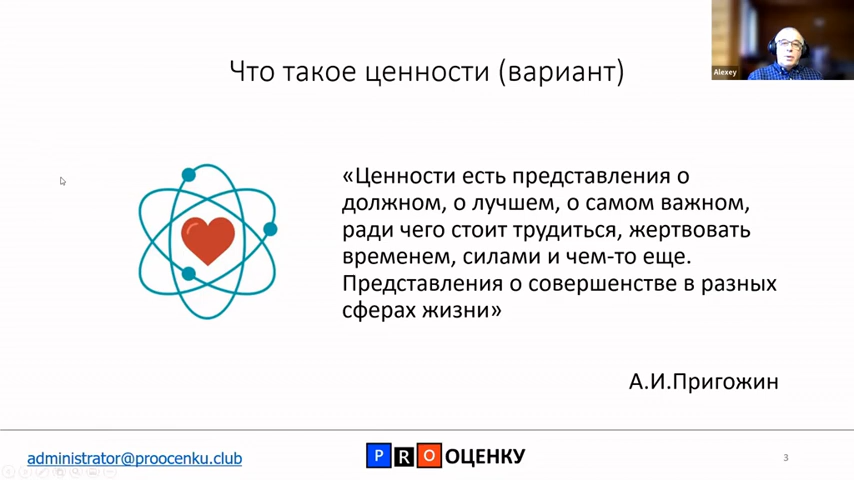 Alexey
Что такое ценности (вариант)
«Ценности есть представления о
должном, о лучшем, о самом важном,
ради чего стоит трудиться, жертвовать
временем, силами и чем-то еще.
Представления о совершенстве в разных
сферах жизни»
А.И.Пригожин
administrator@proocenku.club
PRO ОЦЕНКУ
3